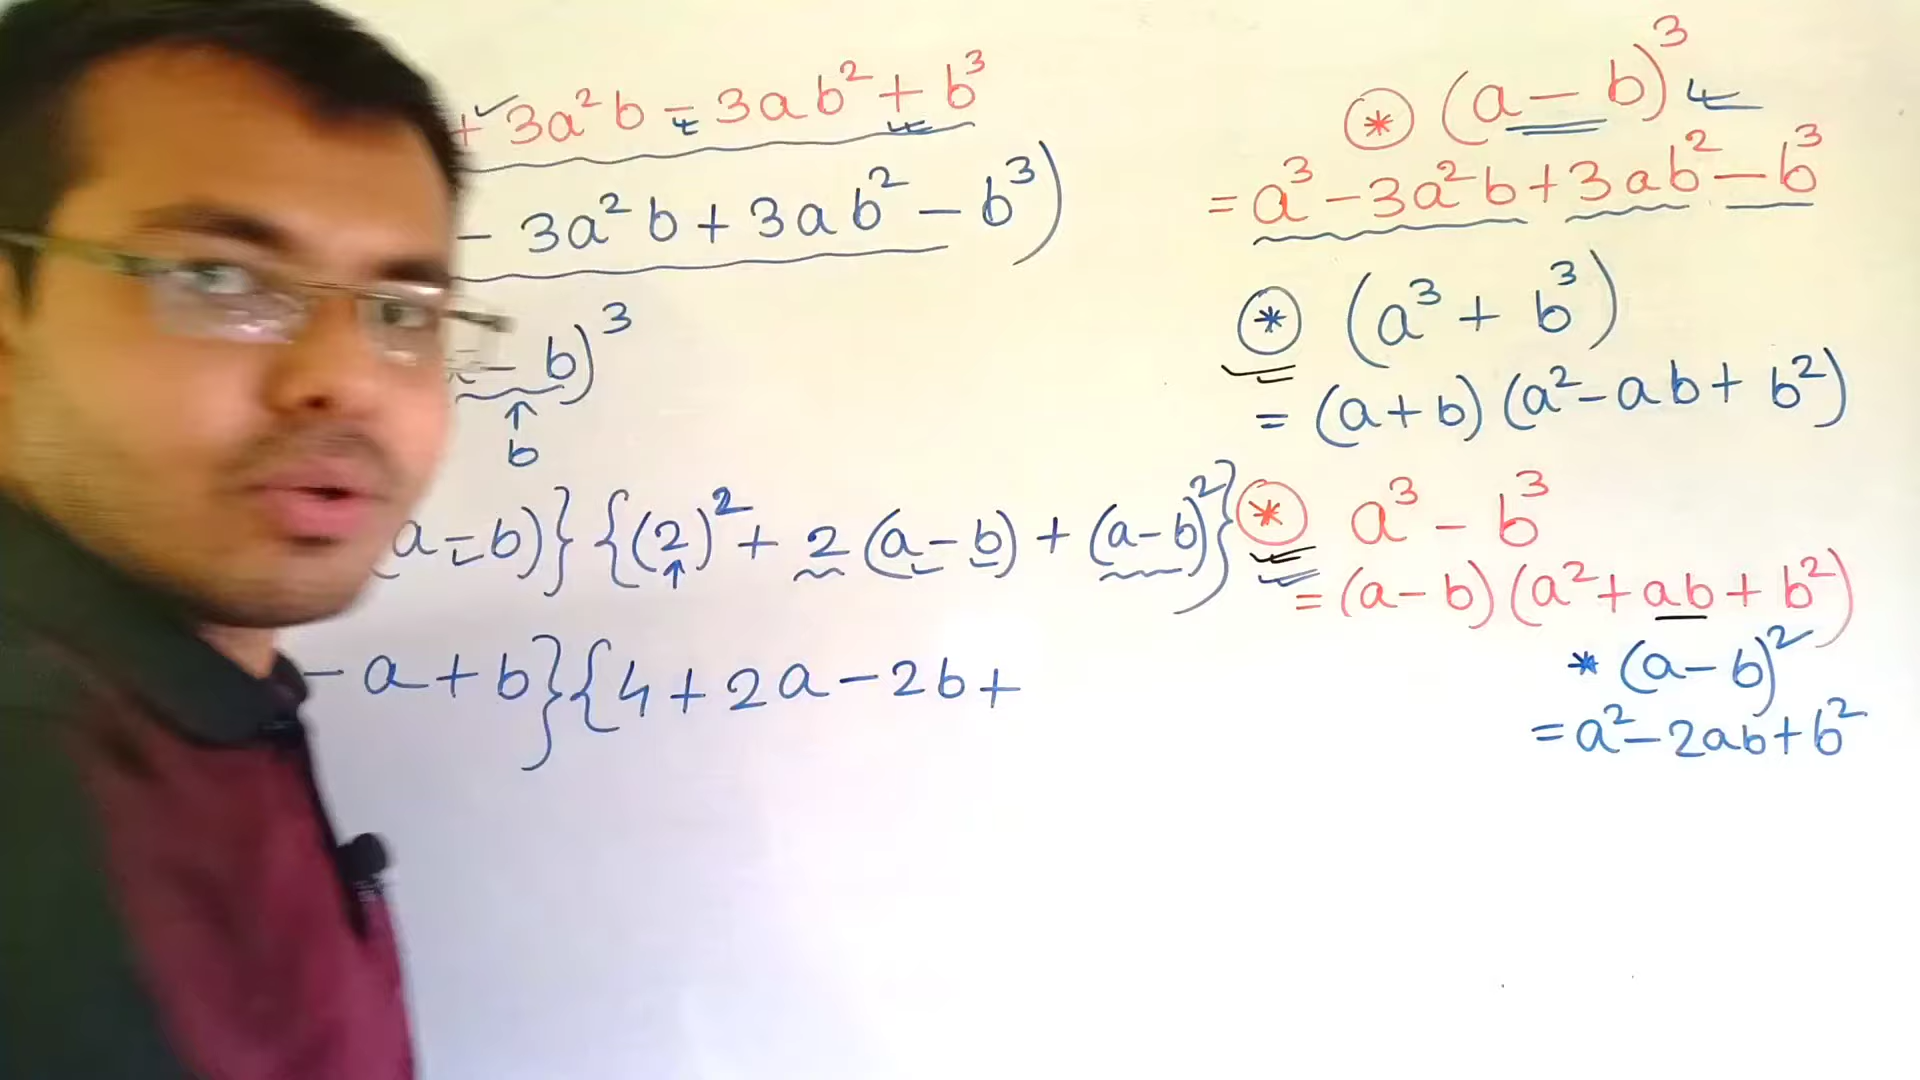 + 3a²b - 3ab² + b³
- 3a²b + 3ab² - b³)
- b)³
b
(a-b)} {(2)² + 2(a-b) + (a-b)²}
- a + b} {4 + 2a - 2b +
* (a - b)³
= a³ - 3a²b + 3ab² - b³
* (a³ + b³)
= (a+b) (a² - ab + b²)
* a³ - b³
= (a-b) (a² + ab + b²)
* (a-b)²
= a² - 2ab + b²